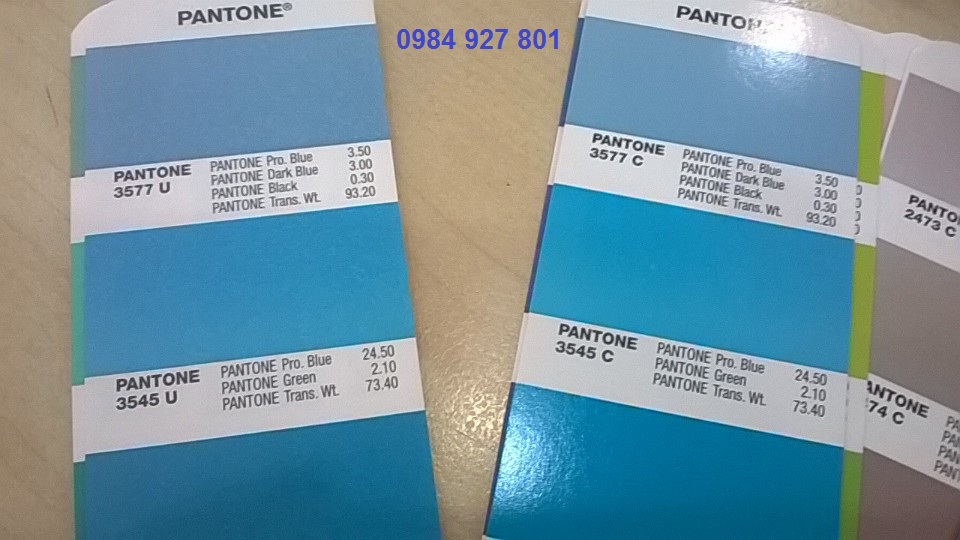 PANTONE®
0984 927 801
PANTONE
3577 U
PANTONE Pro. Blue 3.50
PANTONE Dark Blue 3.00
PANTONE Black 0.30
PANTONE Trans. Wt. 93.20
PANTONE
3545 U
PANTONE Pro. Blue 24.50
PANTONE Green 2.10
PANTONE Trans. Wt. 73.40
PANTONE
3577 C
PANTONE Pro. Blue 3.50
PANTONE Dark Blue 3.00
PANTONE Black 0.30
PANTONE Trans. Wt. 93.20
PANTONE
3545 C
PANTONE Pro. Blue 24.50
PANTONE Green 2.10
PANTONE Trans. Wt. 73.40
2473 C